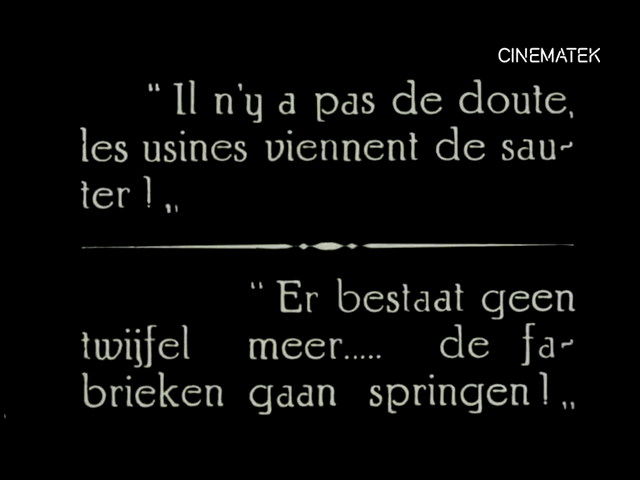 CINEMATEK
“ Il n'y a pas de doute,
les usines viennent de sau-
ter ! „
“ Er bestaat geen
twijfel meer..... de fa-
brieken gaan springen ! „